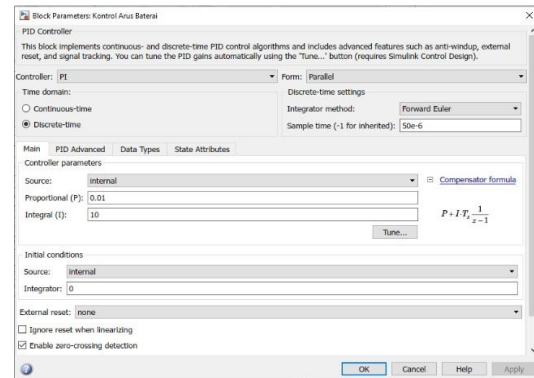 Block Parameters: Kontrol Arus Baterai
PID Controller
This block implements continuous- and discrete-time PID control algorithms and includes advanced features such as anti-windup, external
reset, and signal tracking. You can tune the PID gains automatically using the 'Tune...' button (requires Simulink Control Design).
Controller: PI
Form: Parallel
Time domain:
Continuous-time
Discrete-time
Discrete-time settings
Integrator method: Forward Euler
Sample time (-1 for inherited): 50e-6
Main PID Advanced Data Types State Attributes
Controller parameters
Source: internal
Compensator formula
Proportional (P): 0.01
Integral (I): 10
P + I·Ts 1/(z − 1)
Tune...
Initial conditions
Source: internal
Integrator: 0
External reset: none
Ignore reset when linearizing
Enable zero-crossing detection
OK Cancel Help Apply